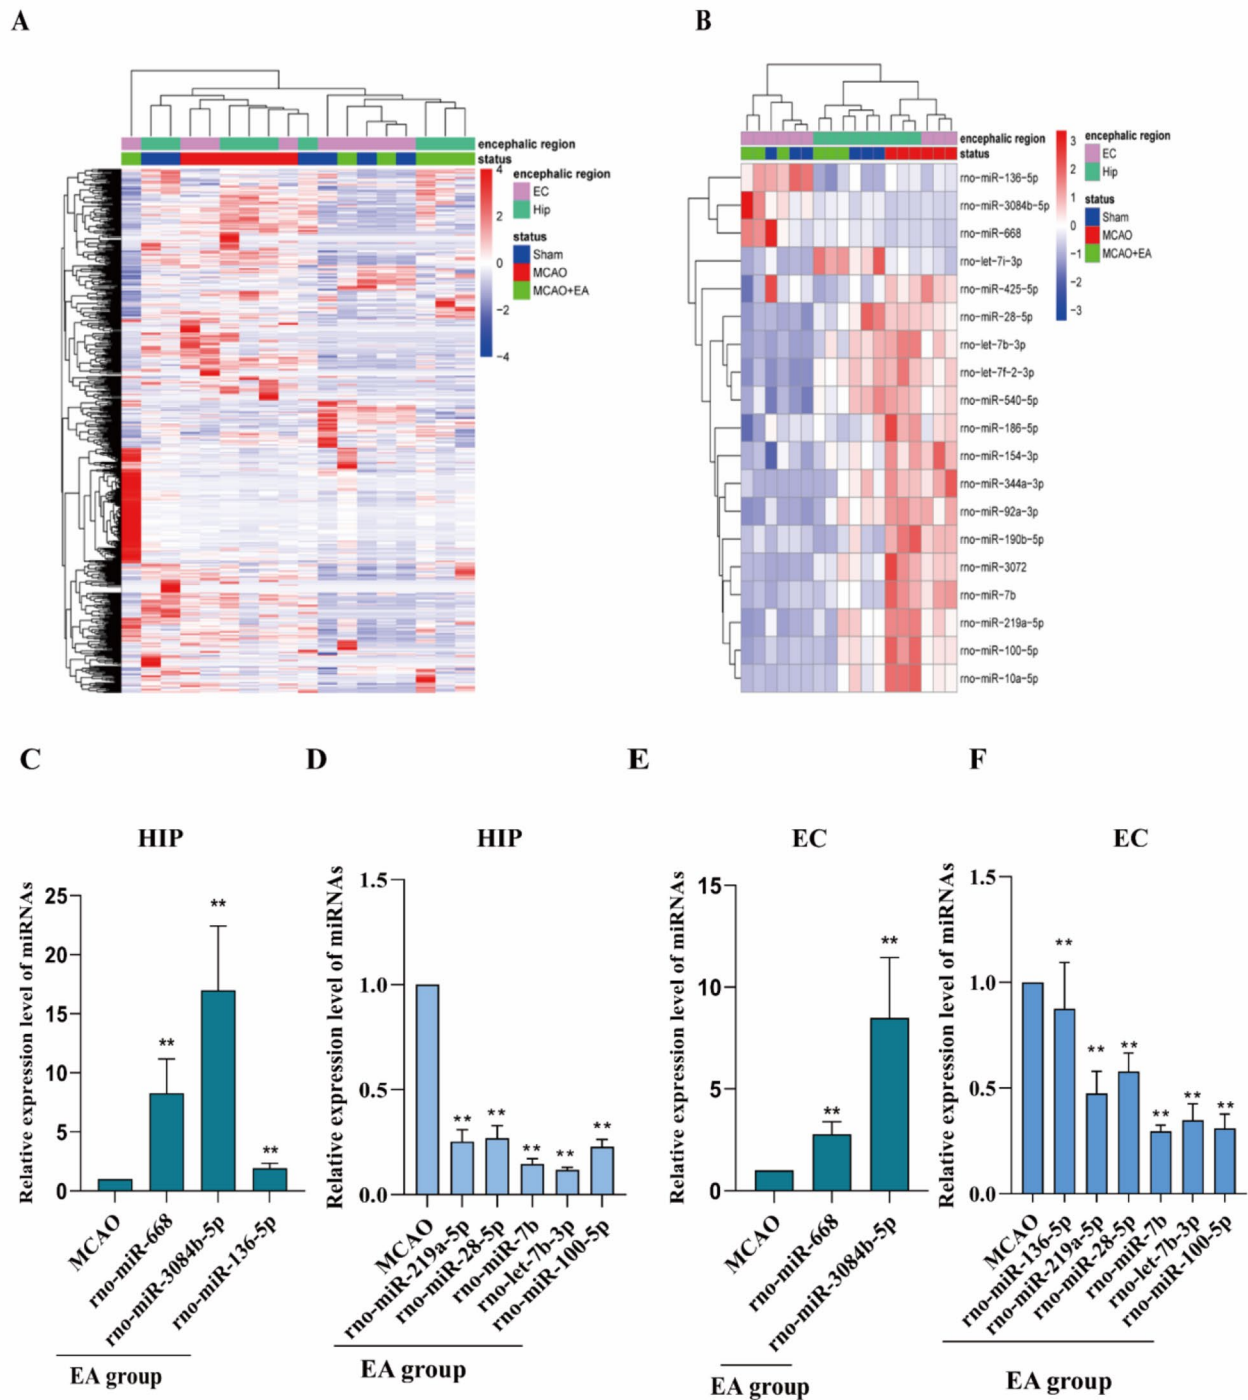 A
B
encephalic region
status
encephalic region
EC
Hip
status
Sham
MCAO
MCAO+EA
4
2
0
−2
−4
encephalic region
status
rno−miR−136−5p
rno−miR−3084b−5p
rno−miR−668
rno−let−7i−3p
rno−miR−425−5p
rno−miR−28−5p
rno−let−7b−3p
rno−let−7f−2−3p
rno−miR−540−5p
rno−miR−186−5p
rno−miR−154−3p
rno−miR−344a−3p
rno−miR−92a−3p
rno−miR−190b−5p
rno−miR−3072
rno−miR−7b
rno−miR−219a−5p
rno−miR−100−5p
rno−miR−10a−5p
3
2
1
0
−1
−2
−3
encephalic region
EC
Hip
status
Sham
MCAO
MCAO+EA
C
HIP
Relative expression level of miRNAs
25
20
15
10
5
0
**
**
**
MCAO
rno-miR-668
rno-miR-3084b-5p
rno-miR-136-5p
EA group
D
HIP
Relative expression level of miRNAs
1.5
1.0
0.5
0.0
**
**
**
**
**
MCAO
rno-miR-219a-5p
rno-miR-28-5p
rno-miR-7b
rno-let-7b-3p
rno-miR-100-5p
EA group
E
EC
Relative expression level of miRNAs
15
10
5
0
**
**
MCAO
rno-miR-668
rno-miR-3084b-5p
EA group
F
EC
Relative expression level of miRNAs
1.5
1.0
0.5
0.0
**
**
**
**
**
**
MCAO
rno-miR-136-5p
rno-miR-219a-5p
rno-miR-28-5p
rno-miR-7b
rno-let-7b-3p
rno-miR-100-5p
EA group